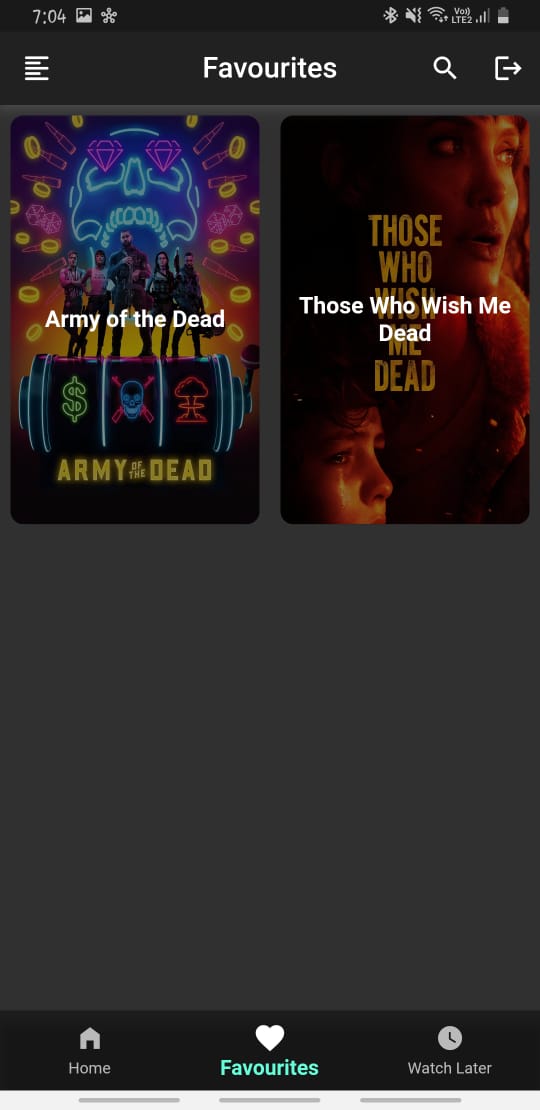 7:04
Vo))
LTE2
Favourites
Army of the Dead
$
ARMY OF THE DEAD
THOSE
WHO
WISH
ME
DEAD
Those Who Wish Me
Dead
Home
Favourites
Watch Later